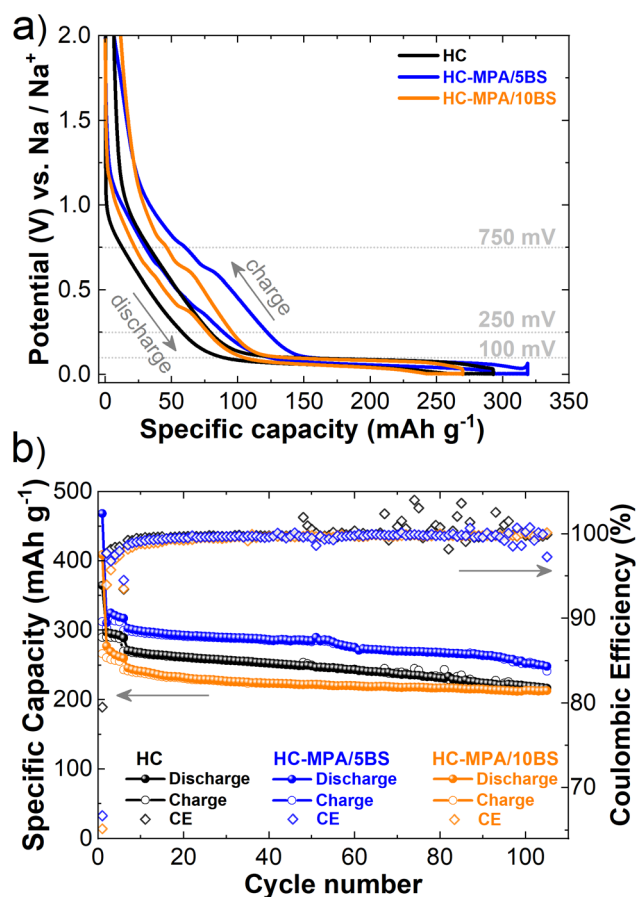 a)
2.0
1.5
1.0
0.5
0.0
Potential (V) vs. Na / Na⁺
HC
HC-MPA/5BS
HC-MPA/10BS
750 mV
250 mV
100 mV
charge
discharge
0 50 100 150 200 250 300 350
Specific capacity (mAh g⁻¹)
b)
500
400
300
200
100
0
Specific Capacity (mAh g⁻¹)
100
90
80
70
Coulombic Efficiency (%)
HC HC-MPA/5BS HC-MPA/10BS
Discharge Discharge Discharge
Charge Charge Charge
CE CE CE
0 20 40 60 80 100
Cycle number